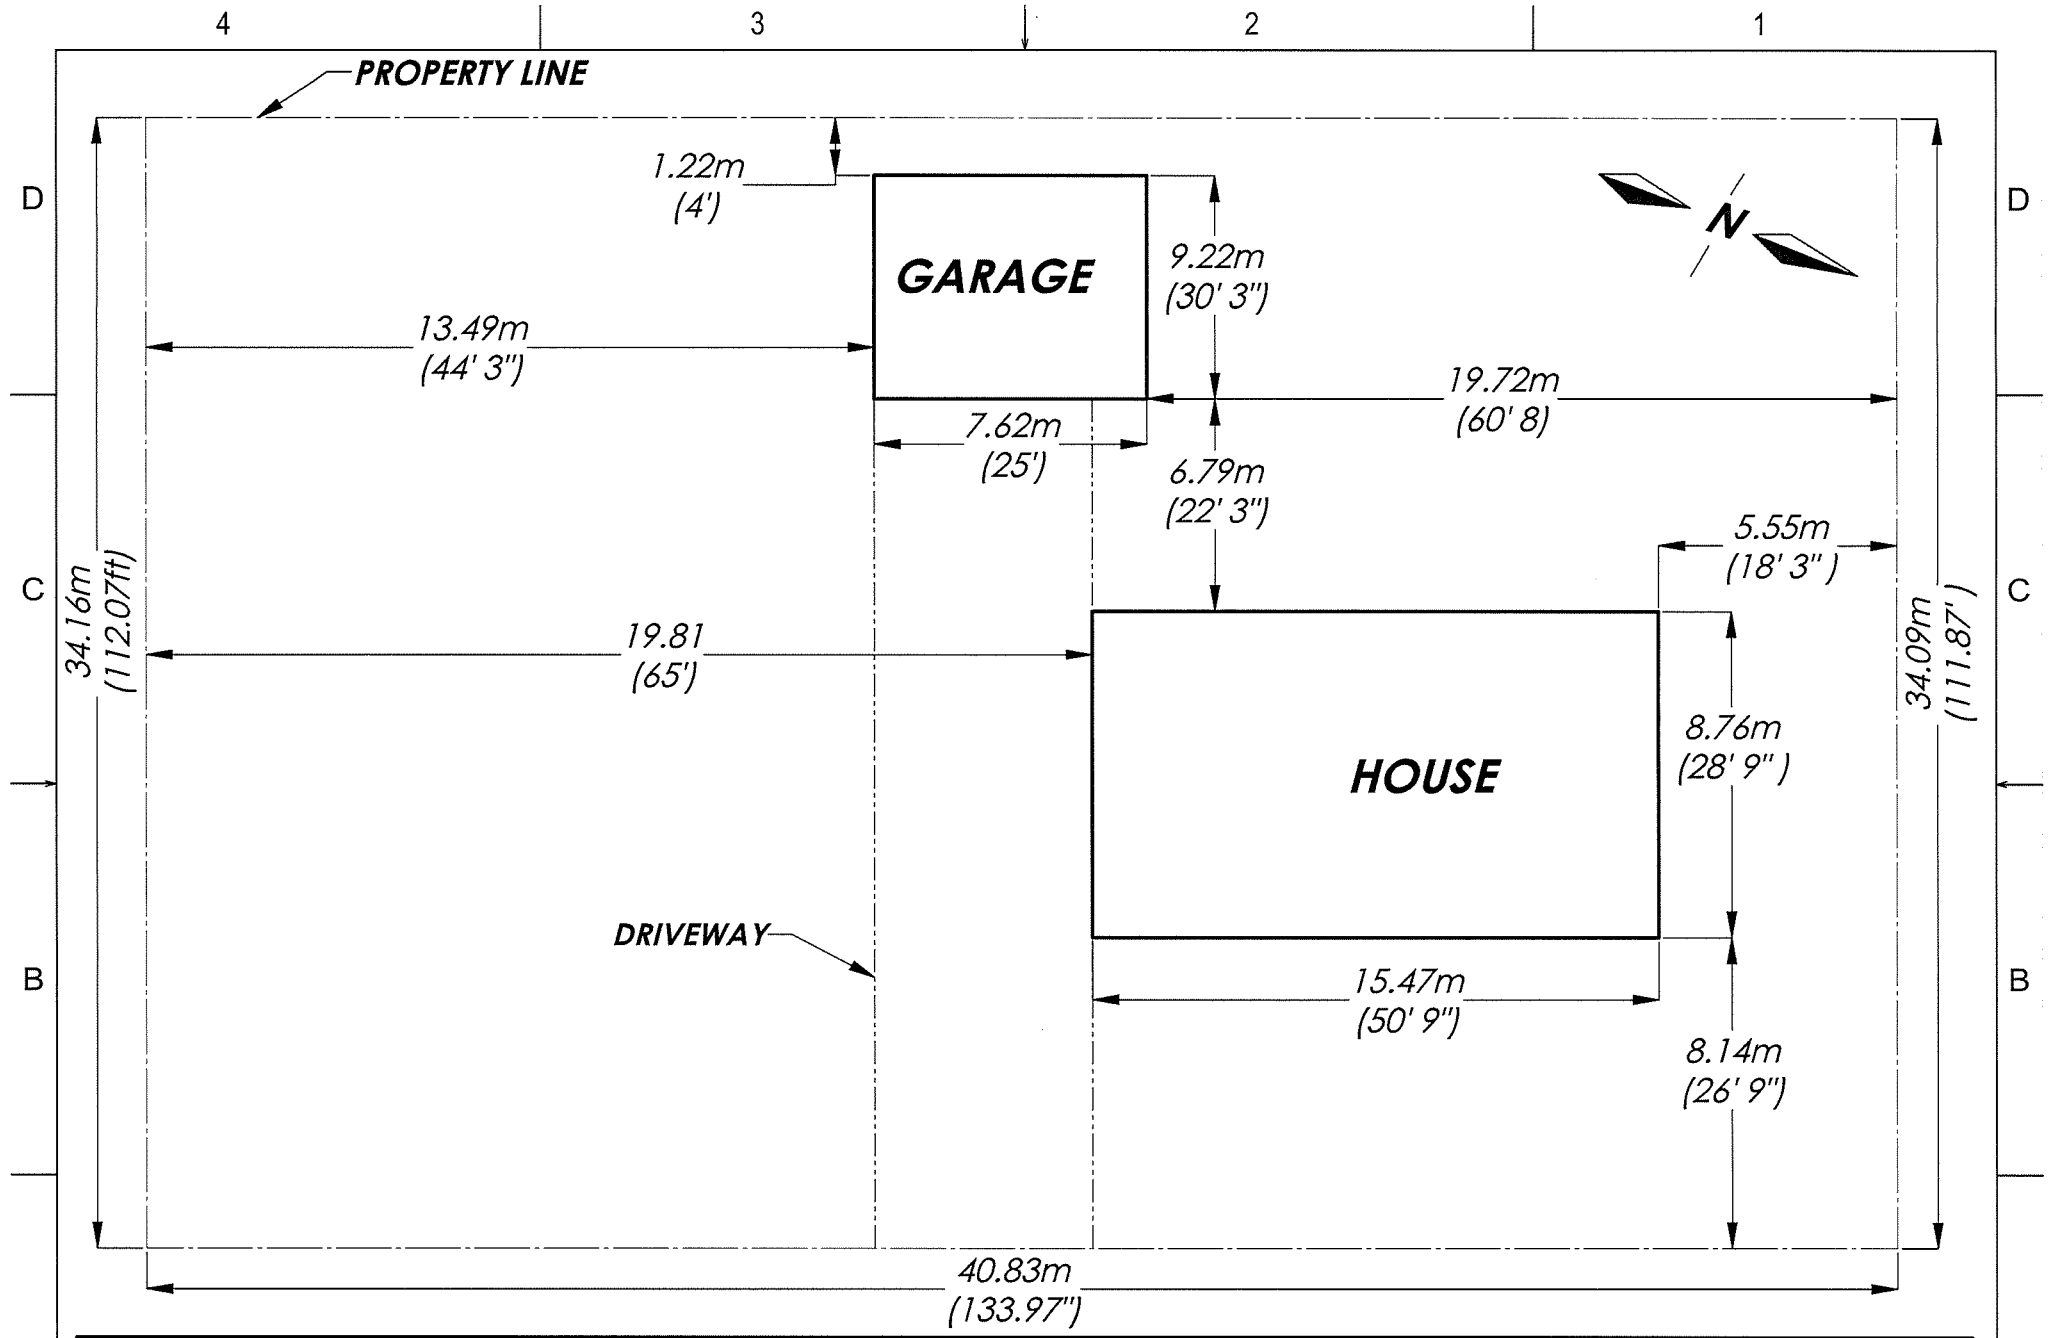 4 3 2 1
PROPERTY LINE
1.22m
(4')
D
D
N
GARAGE
9.22m
(30' 3")
13.49m
(44' 3")
19.72m
(60' 8)
7.62m
(25')
6.79m
(22' 3")
5.55m
(18' 3" )
C
C
34.16m
(112.07ft)
34.09m
(111.87' )
19.81
(65')
8.76m
(28' 9" )
HOUSE
DRIVEWAY
B
B
15.47m
(50' 9")
8.14m
(26' 9")
40.83m
(133.97")